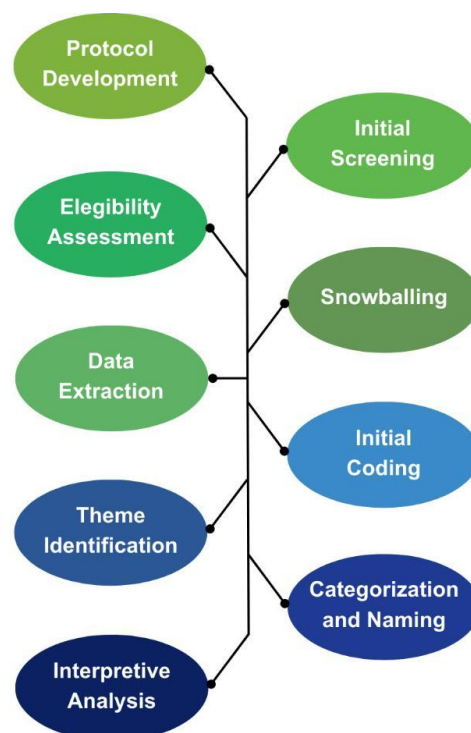 Protocol
Development
Initial
Screening
Elegibility
Assessment
Snowballing
Data
Extraction
Initial
Coding
Theme
Identification
Categorization
and Naming
Interpretive
Analysis